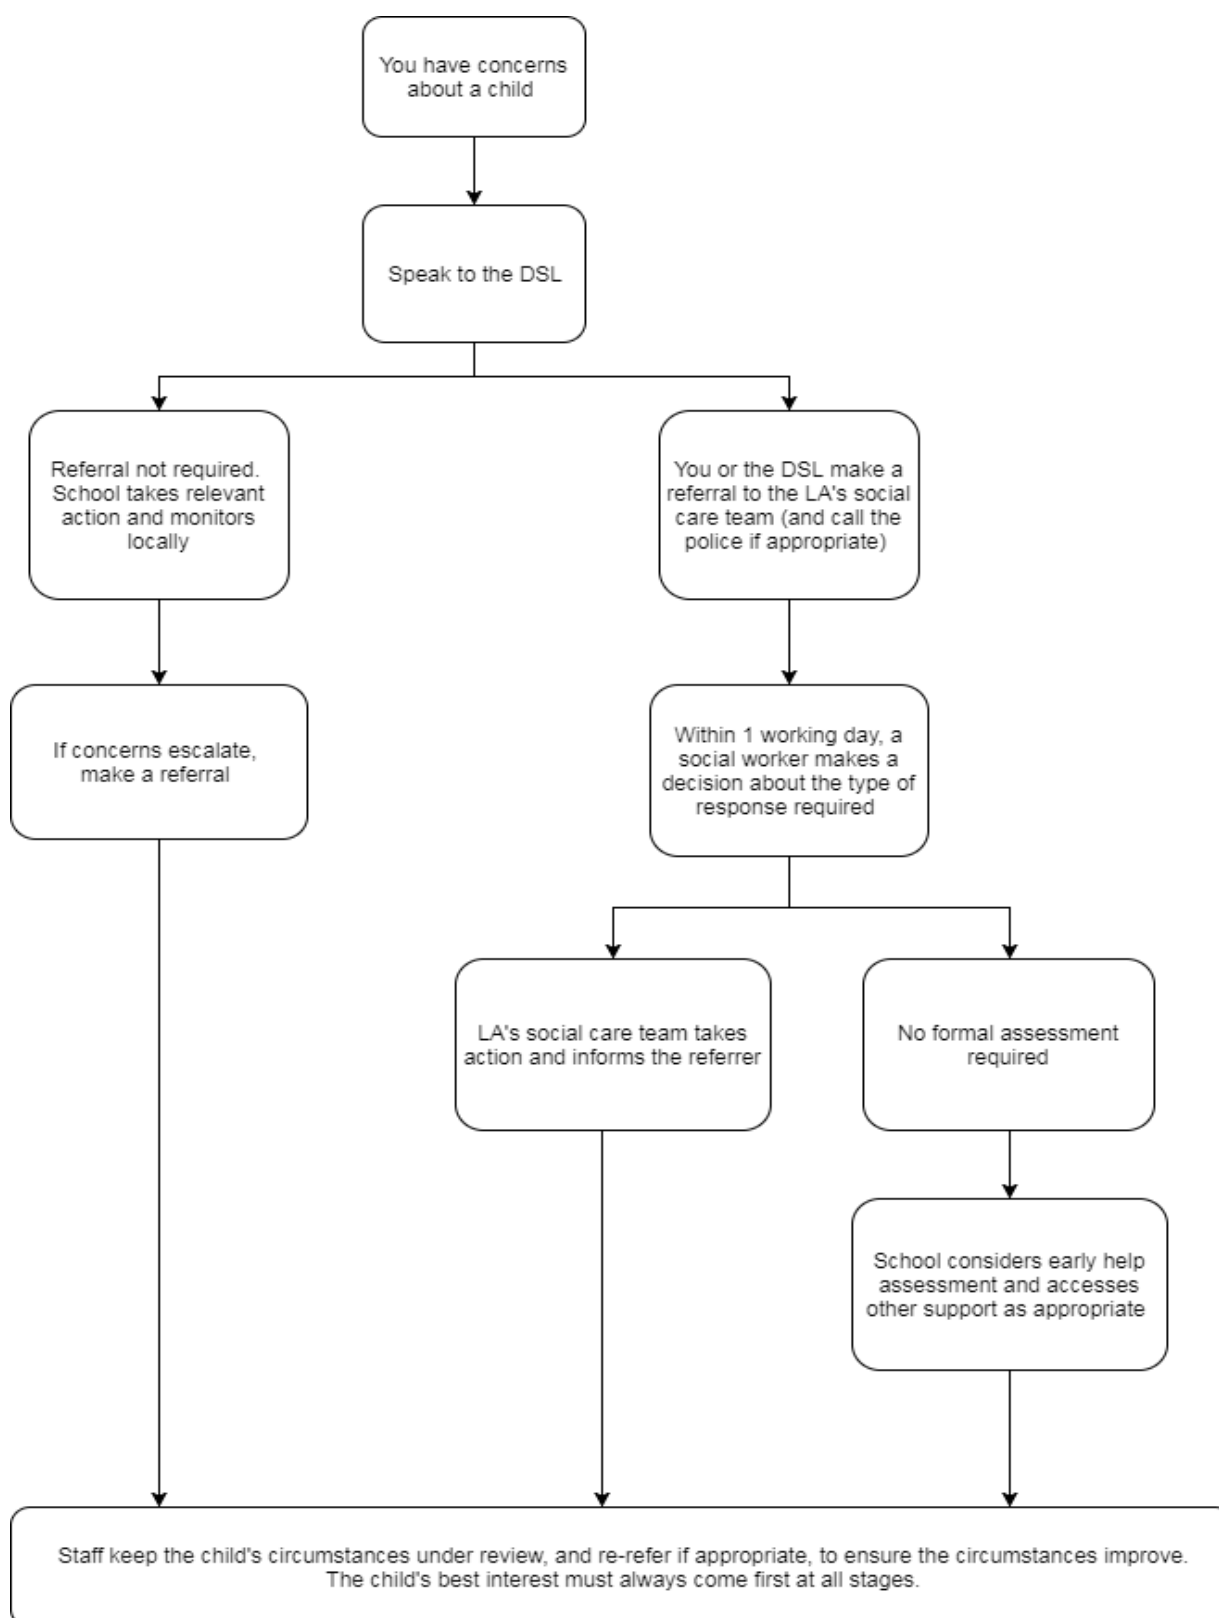 You have concerns
about a child
Speak to the DSL
Referral not required.
School takes relevant
action and monitors
locally
You or the DSL make a
referral to the LA's social
care team (and call the
police if appropriate)
If concerns escalate,
make a referral
Within 1 working day, a
social worker makes a
decision about the type of
response required
LA's social care team takes
action and informs the referrer
No formal assessment
required
School considers early help
assessment and accesses
other support as appropriate
Staff keep the child's circumstances under review, and re-refer if appropriate, to ensure the circumstances improve.
The child's best interest must always come first at all stages.